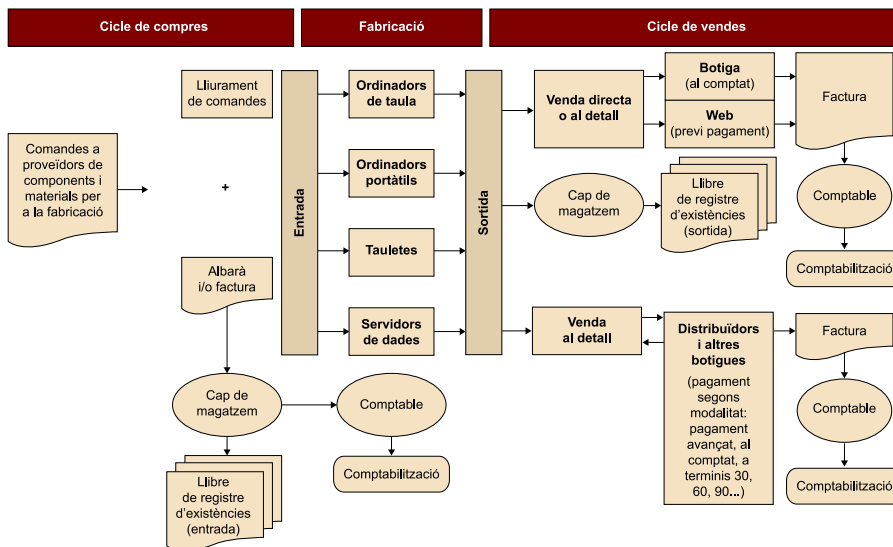 Cicle de compres
Fabricació
Cicle de vendes
Comandes a
proveïdors de
components i
materials per
a la fabricació
Lliurament
de comandes
+
Albarà
i/o factura
Cap de
magatzem
Llibre
de registre
d'existències
(entrada)
Comptable
Comptabilització
Entrada
Ordinadors
de taula
Ordinadors
portàtils
Tauletes
Servidors
de dades
Sortida
Venda directa
o al detall
Botiga
(al comptat)
Web
(previ pagament)
Factura
Comptable
Comptabilització
Cap de
magatzem
Llibre
de registre
d'existències
(sortida)
Venda
al detall
Distribuïdors
i altres
botigues
(pagament
segons
modalitat:
pagament
avançat, al
comptat, a
terminis 30,
60, 90...)
Factura
Comptable
Comptabilització